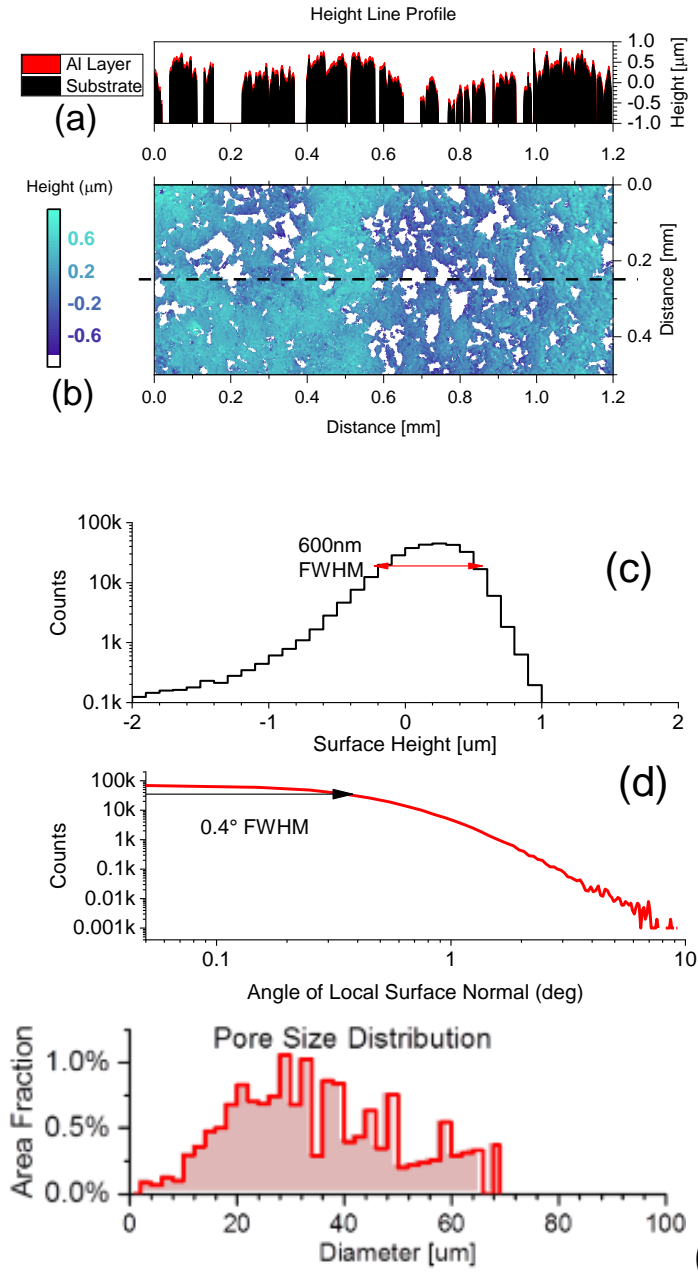 Height Line Profile
Al Layer
Substrate
(a)
1.0
0.5
0.0
-0.5
-1.0
Height [μm]
0.0 0.2 0.4 0.6 0.8 1.0 1.2
Height (μm)
0.6
0.2
-0.2
-0.6
(b)
0.0
0.2
0.4
Distance [mm]
0.0 0.2 0.4 0.6 0.8 1.0 1.2
Distance [mm]
100k
10k
1k
0.1k
Counts
600nm
FWHM
(c)
-2 -1 0 1 2
Surface Height [um]
(d)
100k
10k
1k
0.1k
0.01k
0.001k
Counts
0.4° FWHM
0.1 1 10
Angle of Local Surface Normal (deg)
Pore Size Distribution
1.0%
0.5%
0.0%
Area Fraction
0 20 40 60 80 100
Diameter [um]